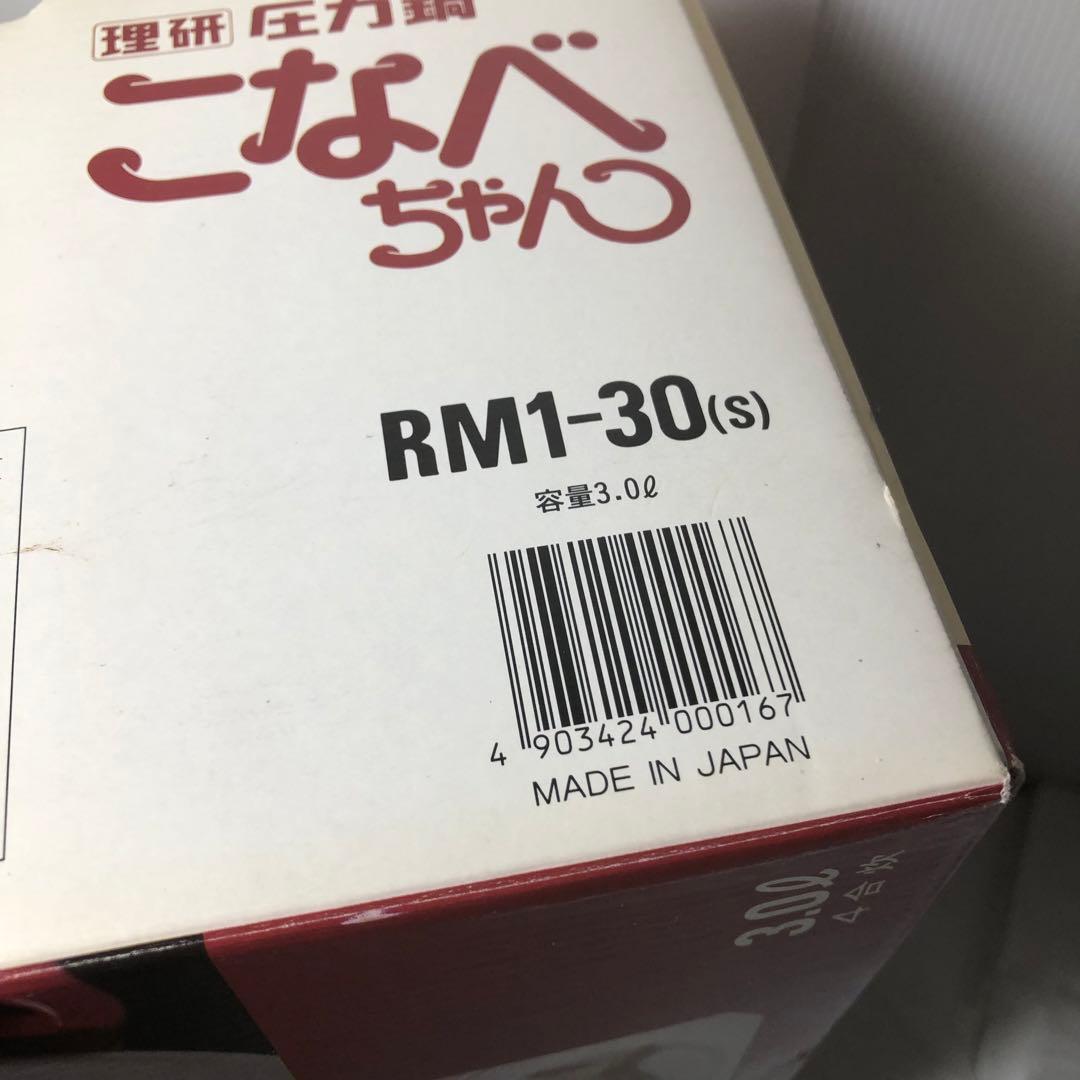 理研 圧力鍋
こなべ
ちゃん
RM1-30(S)
容量3.0ℓ
4 903424 000167
MADE IN JAPAN
3.0ℓ
4合炊